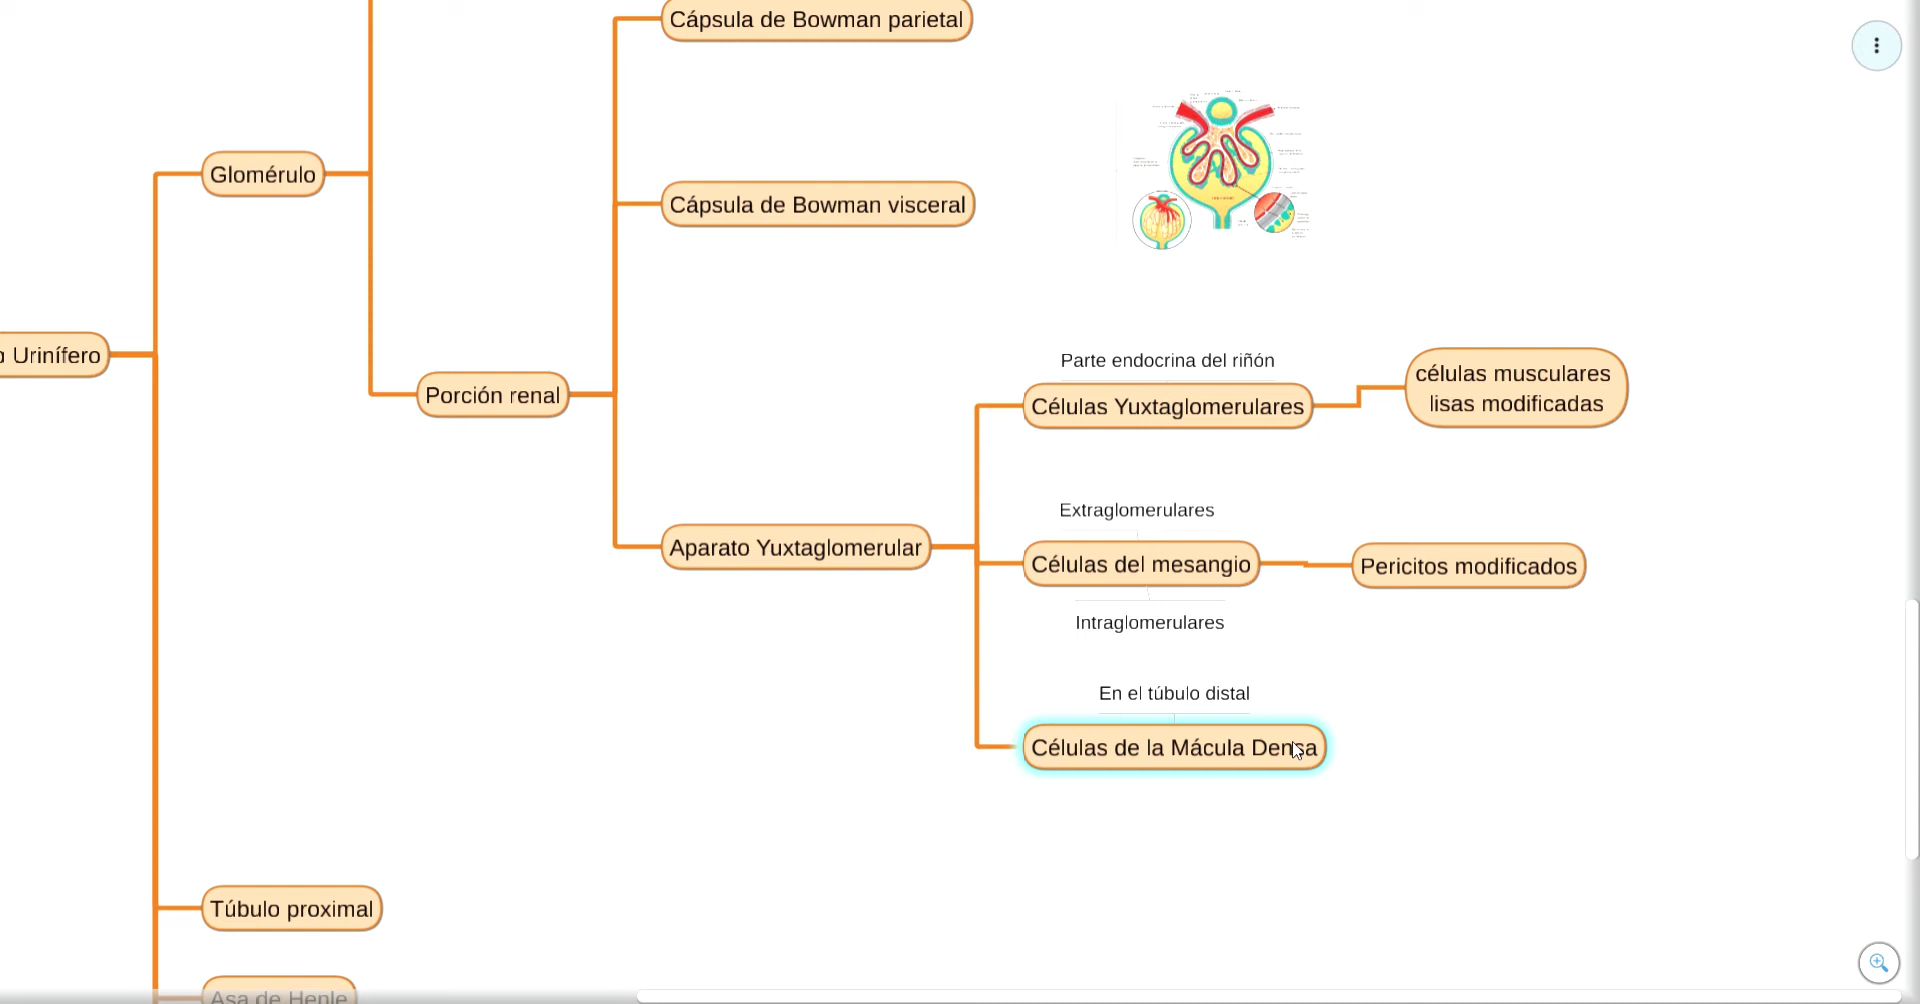 Cápsula de Bowman parietal
Glomérulo
Cápsula de Bowman visceral
Urinífero
Parte endocrina del riñón
células musculares
lisas modificadas
Porción renal
Células Yuxtaglomerulares
Extraglomerulares
Aparato Yuxtaglomerular
Células del mesangio
Pericitos modificados
Intraglomerulares
En el túbulo distal
Células de la Mácula Densa
Túbulo proximal
Asa de Henle